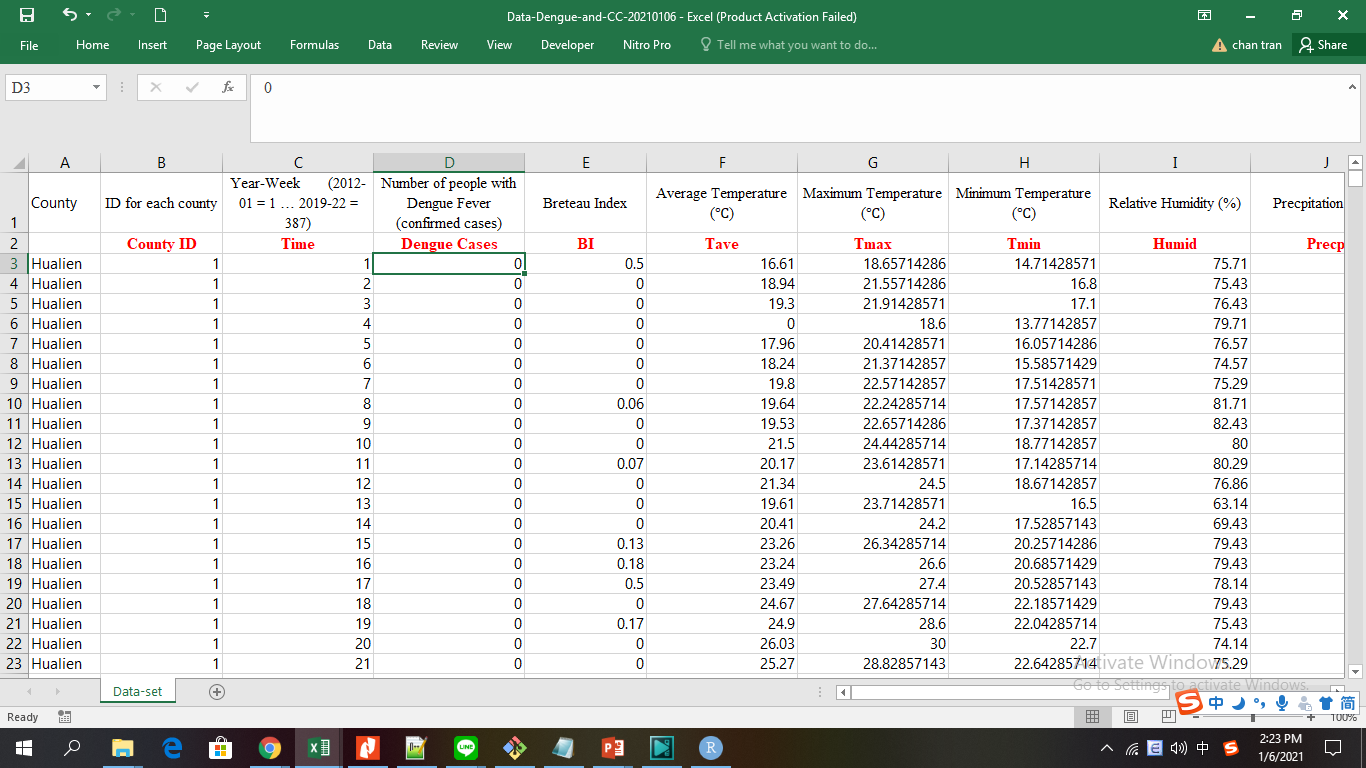 Data-Dengue-and-CC-20210106 - Excel (Product Activation Failed)
File Home Insert Page Layout Formulas Data Review View Developer Nitro Pro Tell me what you want to do... chan tran Share
D3 fx 0
A B C D E F G H I J
1 County ID for each county Year-Week (2012-01 = 1 … 2019-22 = 387) Number of people with Dengue Fever (confirmed cases) Breteau Index Average Temperature (°C) Maximum Temperature (°C) Minimum Temperature (°C) Relative Humidity (%) Precpitation
2 County ID Time Dengue Cases BI Tave Tmax Tmin Humid Precp
3 Hualien 1 1 0 0.5 16.61 18.65714286 14.71428571 75.71
4 Hualien 1 2 0 0 18.94 21.55714286 16.8 75.43
5 Hualien 1 3 0 0 19.3 21.91428571 17.1 76.43
6 Hualien 1 4 0 0 0 18.6 13.77142857 79.71
7 Hualien 1 5 0 0 17.96 20.41428571 16.05714286 76.57
8 Hualien 1 6 0 0 18.24 21.37142857 15.58571429 74.57
9 Hualien 1 7 0 0 19.8 22.57142857 17.51428571 75.29
10 Hualien 1 8 0 0.06 19.64 22.24285714 17.57142857 81.71
11 Hualien 1 9 0 0 19.53 22.65714286 17.37142857 82.43
12 Hualien 1 10 0 0 21.5 24.44285714 18.77142857 80
13 Hualien 1 11 0 0.07 20.17 23.61428571 17.14285714 80.29
14 Hualien 1 12 0 0 21.34 24.5 18.67142857 76.86
15 Hualien 1 13 0 0 19.61 23.71428571 16.5 63.14
16 Hualien 1 14 0 0 20.41 24.2 17.52857143 69.43
17 Hualien 1 15 0 0.13 23.26 26.34285714 20.25714286 79.43
18 Hualien 1 16 0 0.18 23.24 26.6 20.68571429 79.43
19 Hualien 1 17 0 0.5 23.49 27.4 20.52857143 78.14
20 Hualien 1 18 0 0 24.67 27.64285714 22.18571429 79.43
21 Hualien 1 19 0 0.17 24.9 28.6 22.04285714 75.43
22 Hualien 1 20 0 0 26.03 30 22.7 74.14
23 Hualien 1 21 0 0 25.27 28.82857143 22.64285714 75.29
Activate Windows
Go to Settings to activate Windows.
Data-set
S 中 简
Ready 100%
LINE R 中 S 2:23 PM
1/6/2021